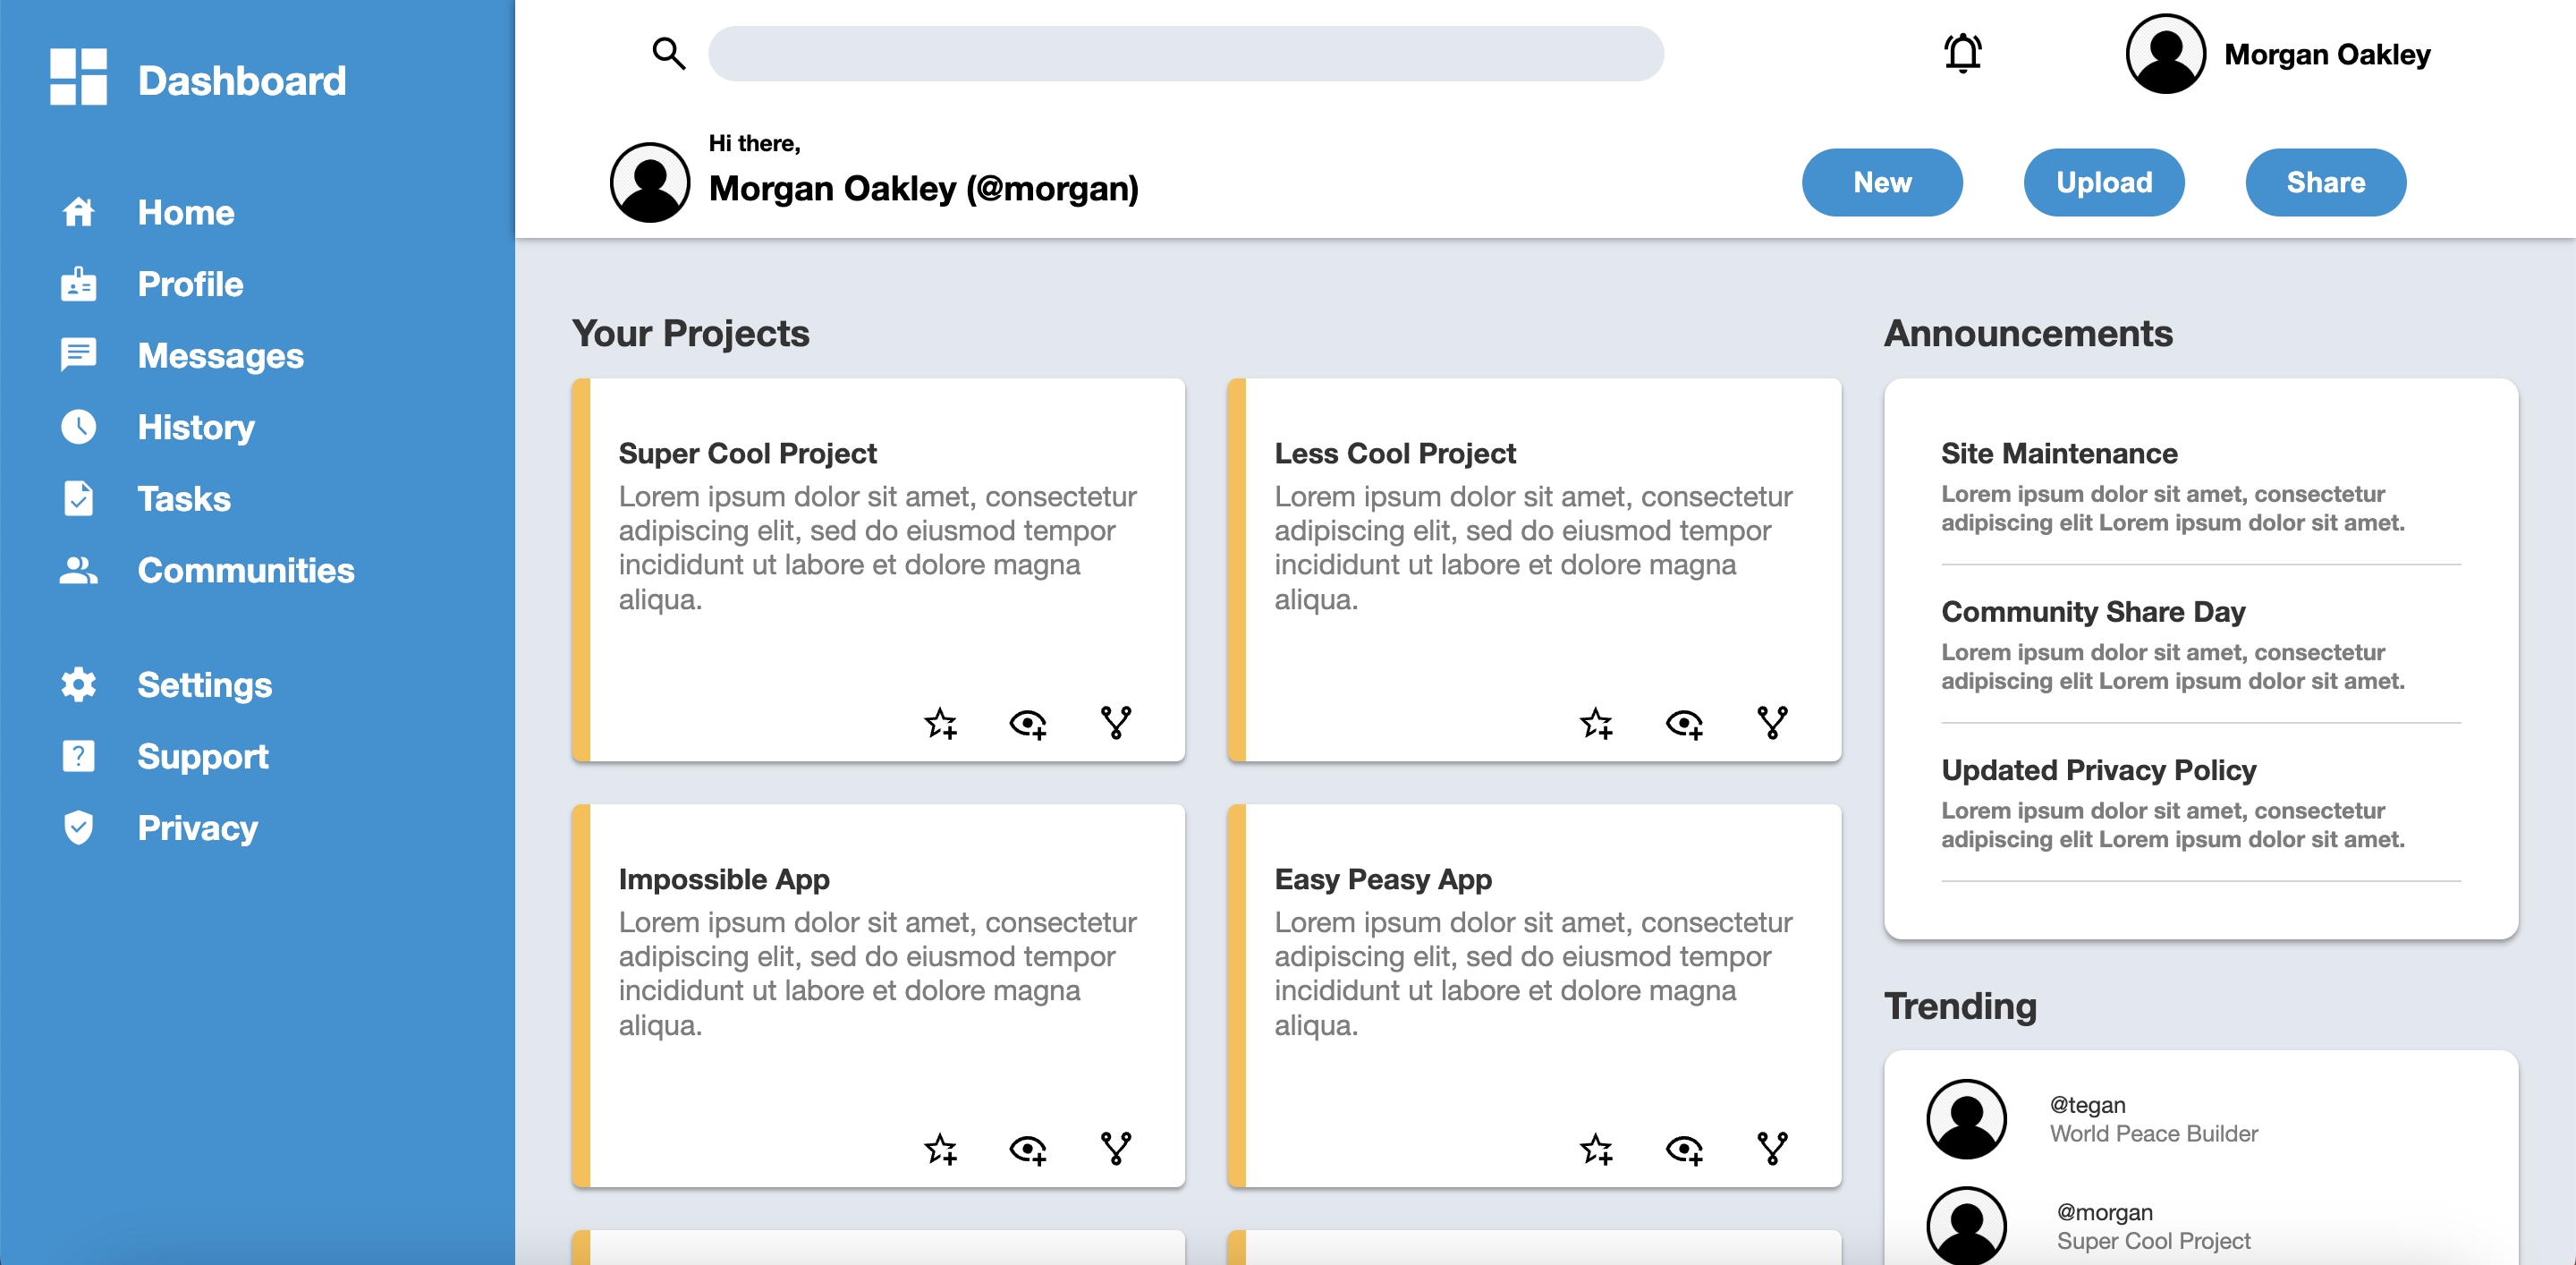 Dashboard
Home
Profile
Messages
History
Tasks
Communities
Settings
Support
Privacy
Morgan Oakley
Hi there,
Morgan Oakley (@morgan)
New
Upload
Share
Your Projects
Super Cool Project
Lorem ipsum dolor sit amet, consectetur
adipiscing elit, sed do eiusmod tempor
incididunt ut labore et dolore magna
aliqua.
Less Cool Project
Lorem ipsum dolor sit amet, consectetur
adipiscing elit, sed do eiusmod tempor
incididunt ut labore et dolore magna
aliqua.
Impossible App
Lorem ipsum dolor sit amet, consectetur
adipiscing elit, sed do eiusmod tempor
incididunt ut labore et dolore magna
aliqua.
Easy Peasy App
Lorem ipsum dolor sit amet, consectetur
adipiscing elit, sed do eiusmod tempor
incididunt ut labore et dolore magna
aliqua.
Announcements
Site Maintenance
Lorem ipsum dolor sit amet, consectetur
adipiscing elit Lorem ipsum dolor sit amet.
Community Share Day
Lorem ipsum dolor sit amet, consectetur
adipiscing elit Lorem ipsum dolor sit amet.
Updated Privacy Policy
Lorem ipsum dolor sit amet, consectetur
adipiscing elit Lorem ipsum dolor sit amet.
Trending
@tegan
World Peace Builder
@morgan
Super Cool Project